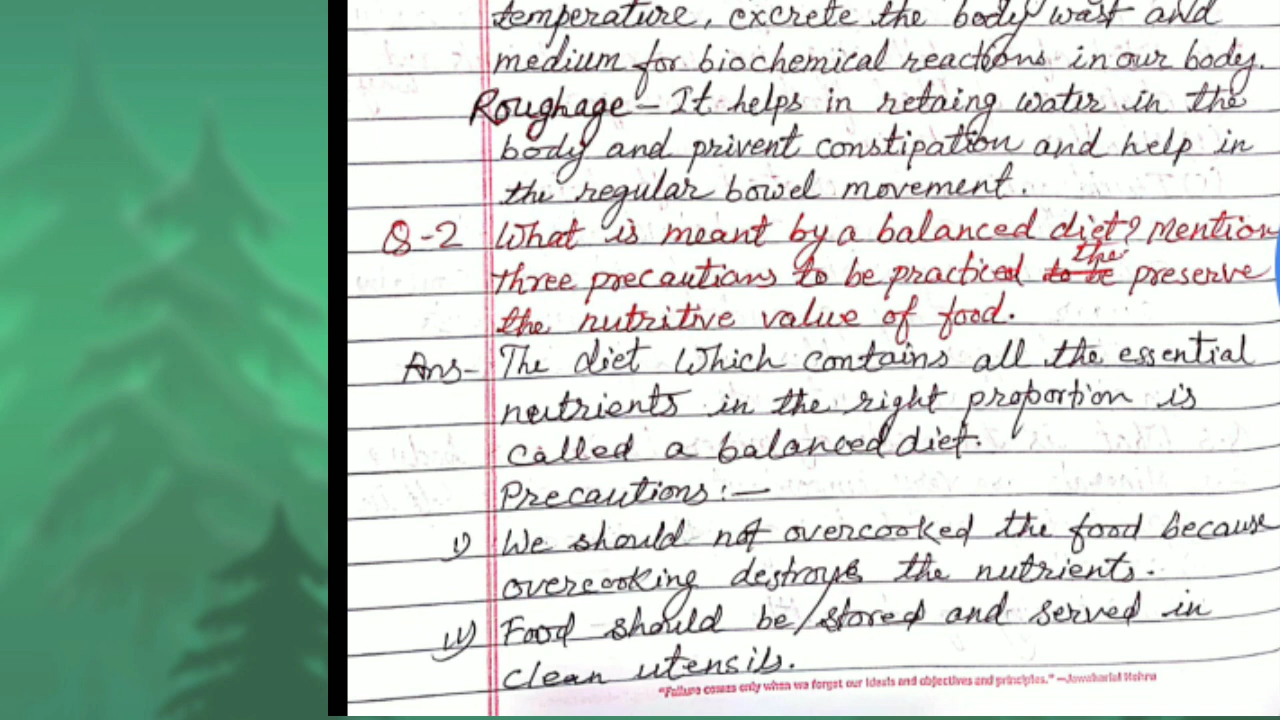 temperature, excrete the body wast and
medium for biochemical reactions in our body.
Roughage - It helps in retaing water in the
body and privent constipation and help in
the regular bowel movement.
Q-2 What is meant by a balanced diet? Mention
three precautions to be practiced to be the preserve
the nutritive value of food.
Ans- The diet which contains all the essential
nutrients in the right proportion is
called a balanced diet.
Precautions :-
i) We should not overcooked the food because
overcooking destroys the nutrients.
ii) Food should be/stored and served in
clean utensils.
"Failure comes only when we forget our ideals and objectives and principles." —Jawaharlal Nehru